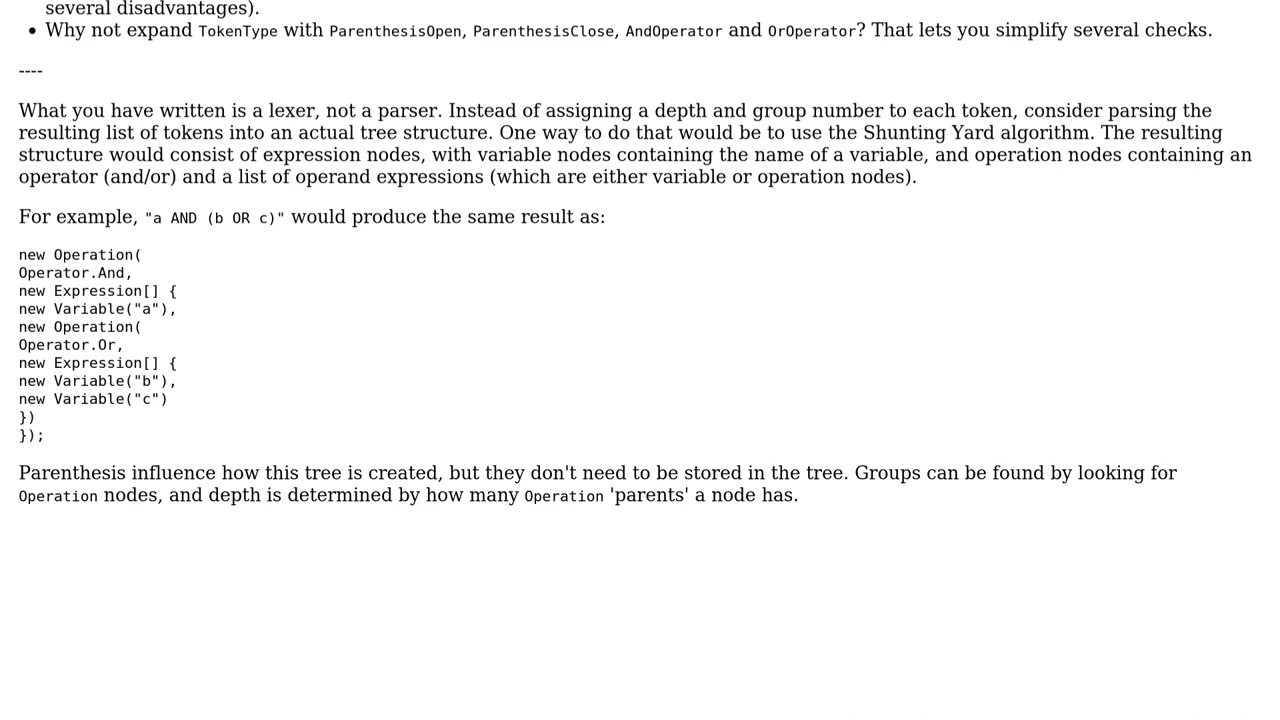 several disadvantages).
• Why not expand TokenType with ParenthesisOpen, ParenthesisClose, AndOperator and OrOperator? That lets you simplify several checks.
----
What you have written is a lexer, not a parser. Instead of assigning a depth and group number to each token, consider parsing the
resulting list of tokens into an actual tree structure. One way to do that would be to use the Shunting Yard algorithm. The resulting
structure would consist of expression nodes, with variable nodes containing the name of a variable, and operation nodes containing an
operator (and/or) and a list of operand expressions (which are either variable or operation nodes).
For example, "a AND (b OR c)" would produce the same result as:
new Operation(
Operator.And,
new Expression[] {
new Variable("a"),
new Operation(
Operator.Or,
new Expression[] {
new Variable("b"),
new Variable("c")
})
});
Parenthesis influence how this tree is created, but they don't need to be stored in the tree. Groups can be found by looking for
Operation nodes, and depth is determined by how many Operation 'parents' a node has.